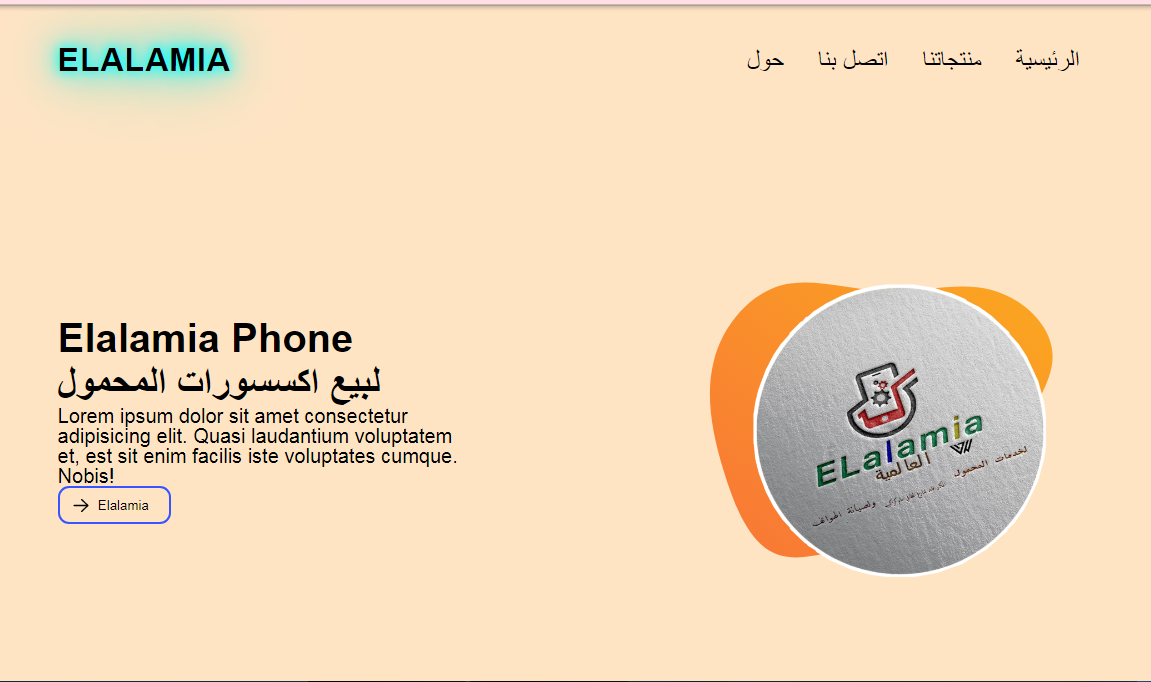 ELALAMIA
الرئيسية منتجاتنا اتصل بنا حول
Elalamia Phone
لبيع اكسسورات المحمول
Lorem ipsum dolor sit amet consectetur
adipisicing elit. Quasi laudantium voluptatem
et, est sit enim facilis iste voluptates cumque.
Nobis!
Elalamia
ELalamia
العالمية
لخدمات المحمول
وصيانة الهواتف